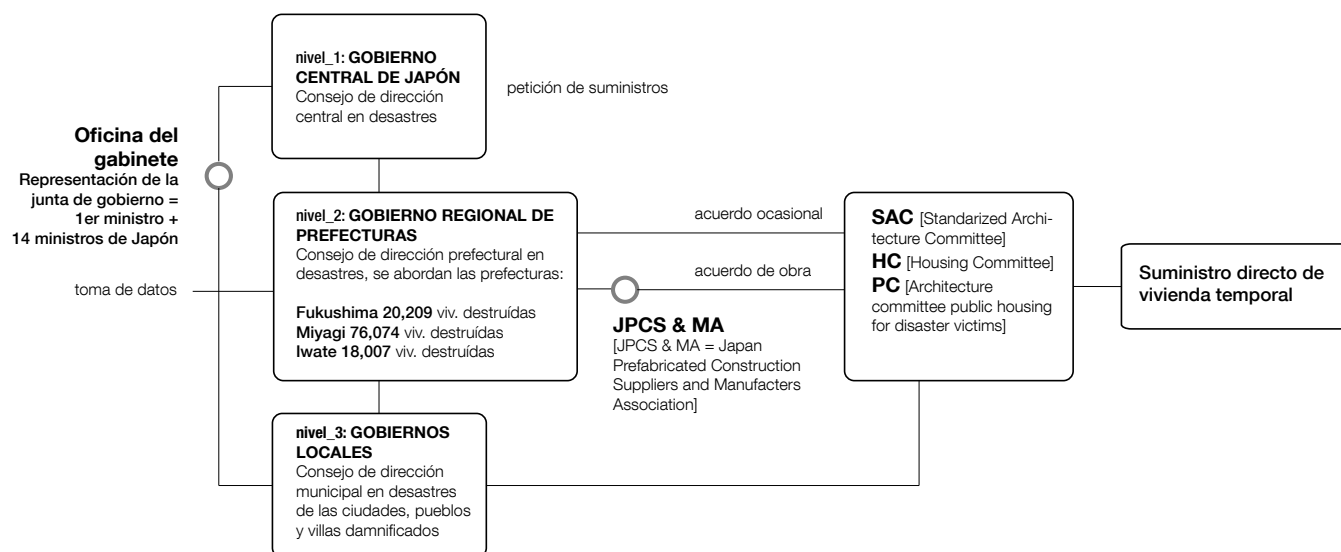 Oficina del
gabinete
Representación de la
junta de gobierno =
1er ministro +
14 ministros de Japón
toma de datos
nivel_1: GOBIERNO
CENTRAL DE JAPÓN
Consejo de dirección
central en desastres
petición de suministros
nivel_2: GOBIERNO REGIONAL DE
PREFECTURAS
Consejo de dirección prefectural en
desastres, se abordan las prefecturas:
Fukushima 20,209 viv. destruídas
Miyagi 76,074 viv. destruídas
Iwate 18,007 viv. destruídas
nivel_3: GOBIERNOS
LOCALES
Consejo de dirección
municipal en desastres
de las ciudades, pueblos
y villas damnificados
acuerdo ocasional
acuerdo de obra
JPCS & MA
[JPCS & MA = Japan
Prefabricated Construction
Suppliers and Manufacters
Association]
SAC [Standarized Archi-
tecture Committee]
HC [Housing Committee]
PC [Architecture
committee public housing
for disaster victims]
Suministro directo de
vivienda temporal